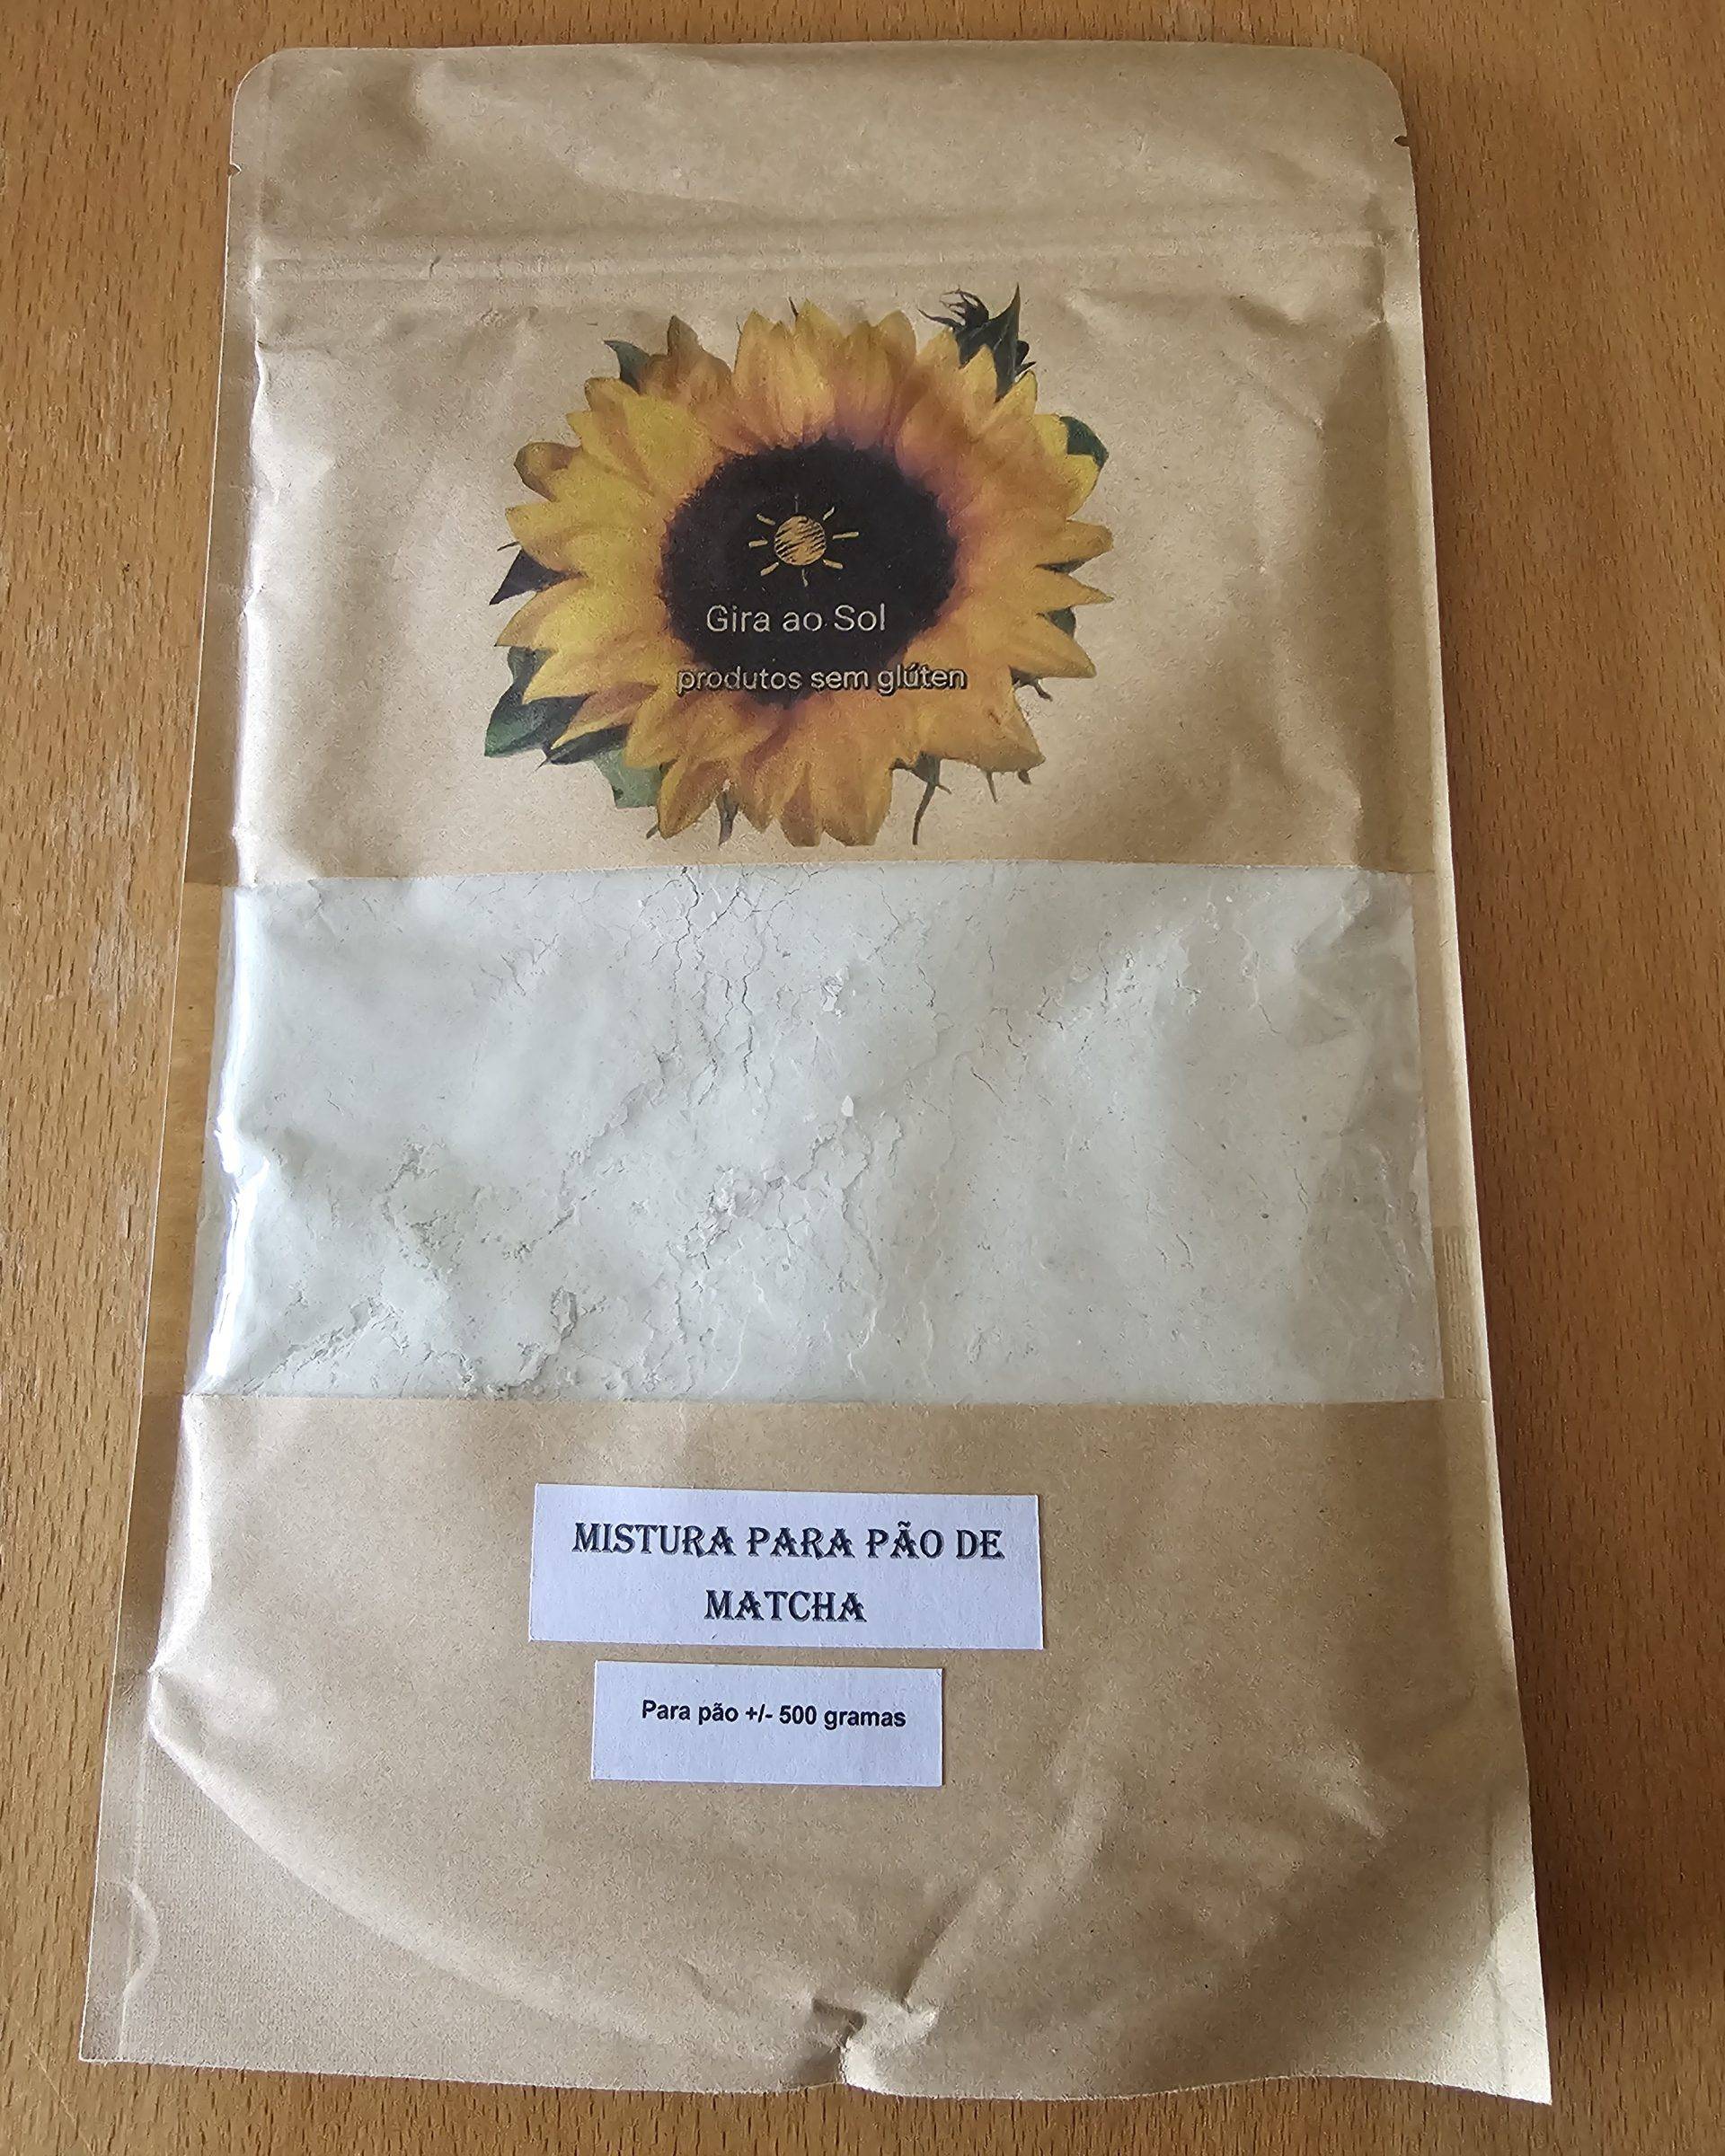 Gira ao Sol
produtos sem glúten
MISTURA PARA PÃO DE
MATCHA
Para pão +/- 500 gramas